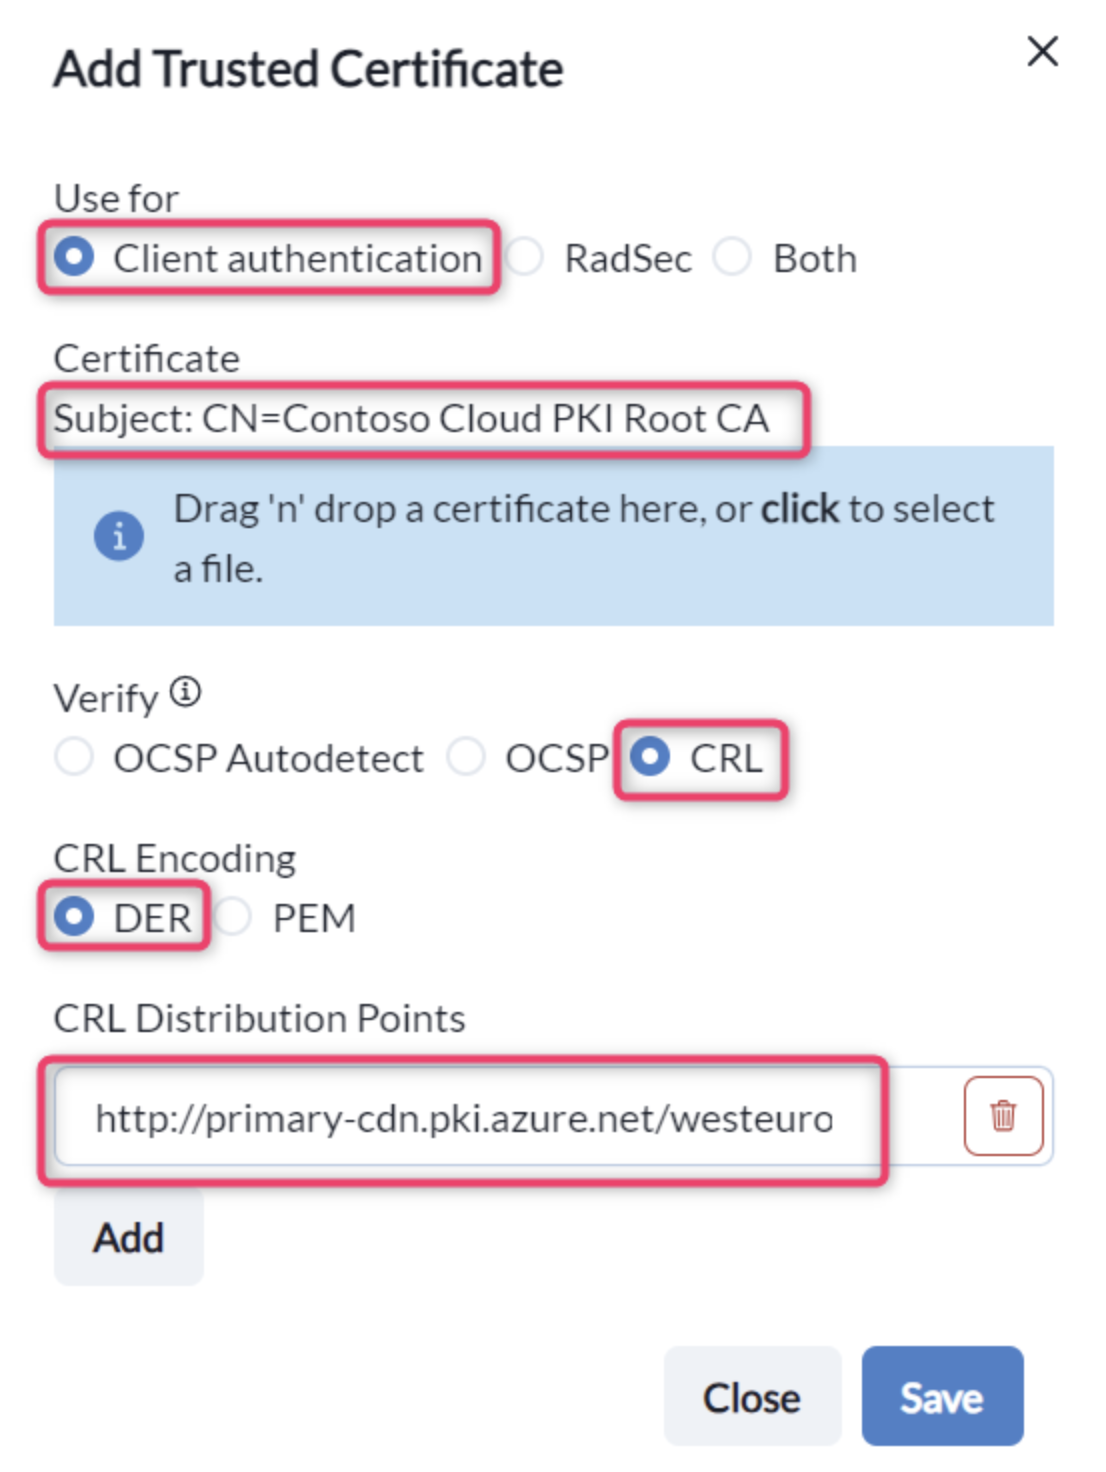 Add Trusted Certificate
Use for
Client authentication RadSec Both
Certificate
Subject: CN=Contoso Cloud PKI Root CA
Drag 'n' drop a certificate here, or click to select
a file.
Verify
OCSP Autodetect OCSP CRL
CRL Encoding
DER PEM
CRL Distribution Points
http://primary-cdn.pki.azure.net/westeuro
Add
Close Save